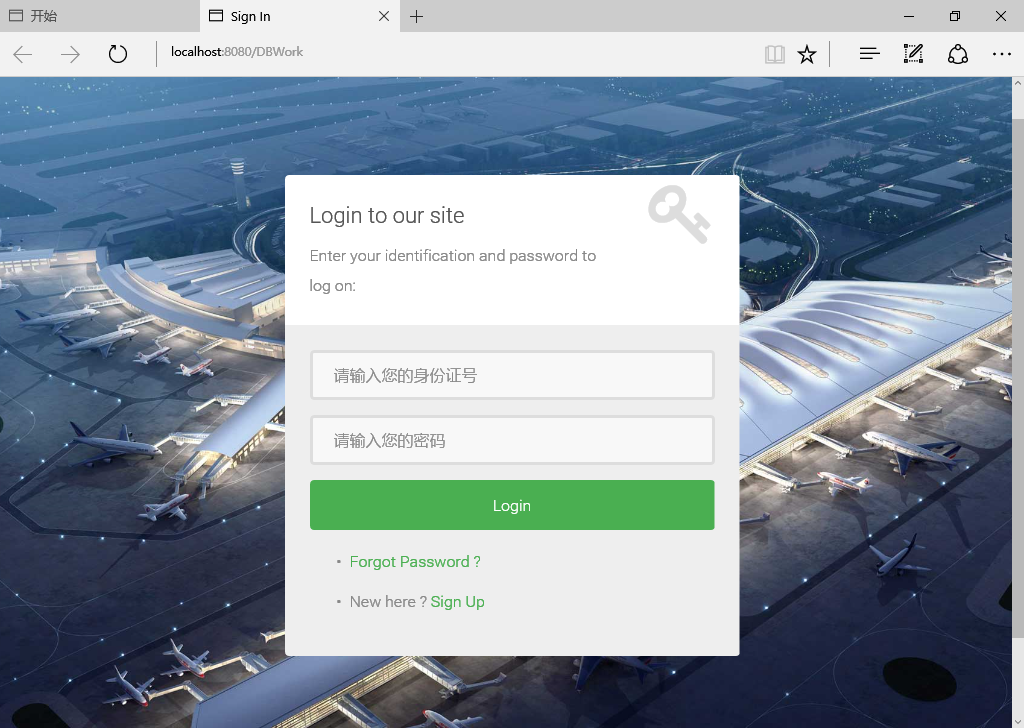 开始
Sign In
localhost:8080/DBWork
Login to our site
Enter your identification and password to
log on:
请输入您的身份证号
请输入您的密码
Login
Forgot Password ?
New here ? Sign Up